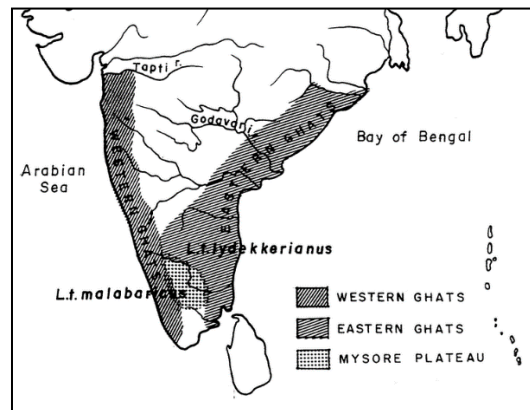 Tapti r.
Godavari r.
Arabian
Sea
Bay of Bengal
WESTERN GHATS
EASTERN GHATS
L.t.lydekkerianus
L.t.malabaricus
WESTERN GHATS
EASTERN GHATS
MYSORE PLATEAU